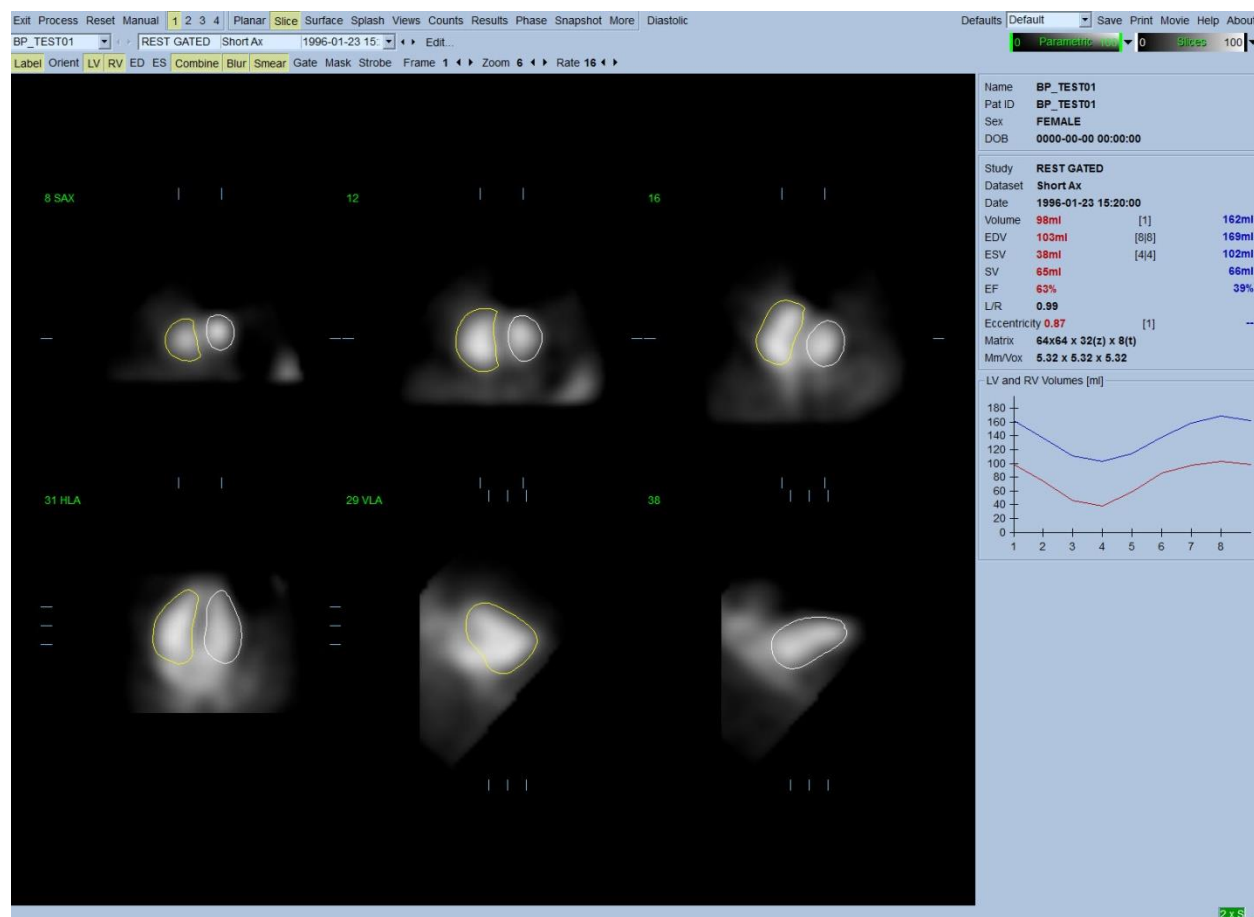 Exit Process Reset Manual 1 2 3 4 Planar Slice Surface Splash Views Counts Results Phase Snapshot More Diastolic Defaults Default Save Print Movie Help About
BP_TEST01 REST GATED Short Ax 1996-01-23 15: Edit... 0 Parametric 100 0 Slices 100
Label Orient LV RV ED ES Combine Blur Smear Gate Mask Strobe Frame 1 Zoom 6 Rate 16
8 SAX 12 16
31 HLA 29 VLA 38
Name BP_TEST01
Pat ID BP_TEST01
Sex FEMALE
DOB 0000-00-00 00:00:00
Study REST GATED
Dataset Short Ax
Date 1996-01-23 15:20:00
Volume 98ml [1] 162ml
EDV 103ml [8|8] 169ml
ESV 38ml [4|4] 102ml
SV 65ml 66ml
EF 63% 39%
L/R 0.99
Eccentricity 0.87 [1] --
Matrix 64x64 x 32(z) x 8(t)
Mm/Vox 5.32 x 5.32 x 5.32
LV and RV Volumes [ml]
180
160
140
120
100
80
60
40
20
0
1 2 3 4 5 6 7 8
2 x S